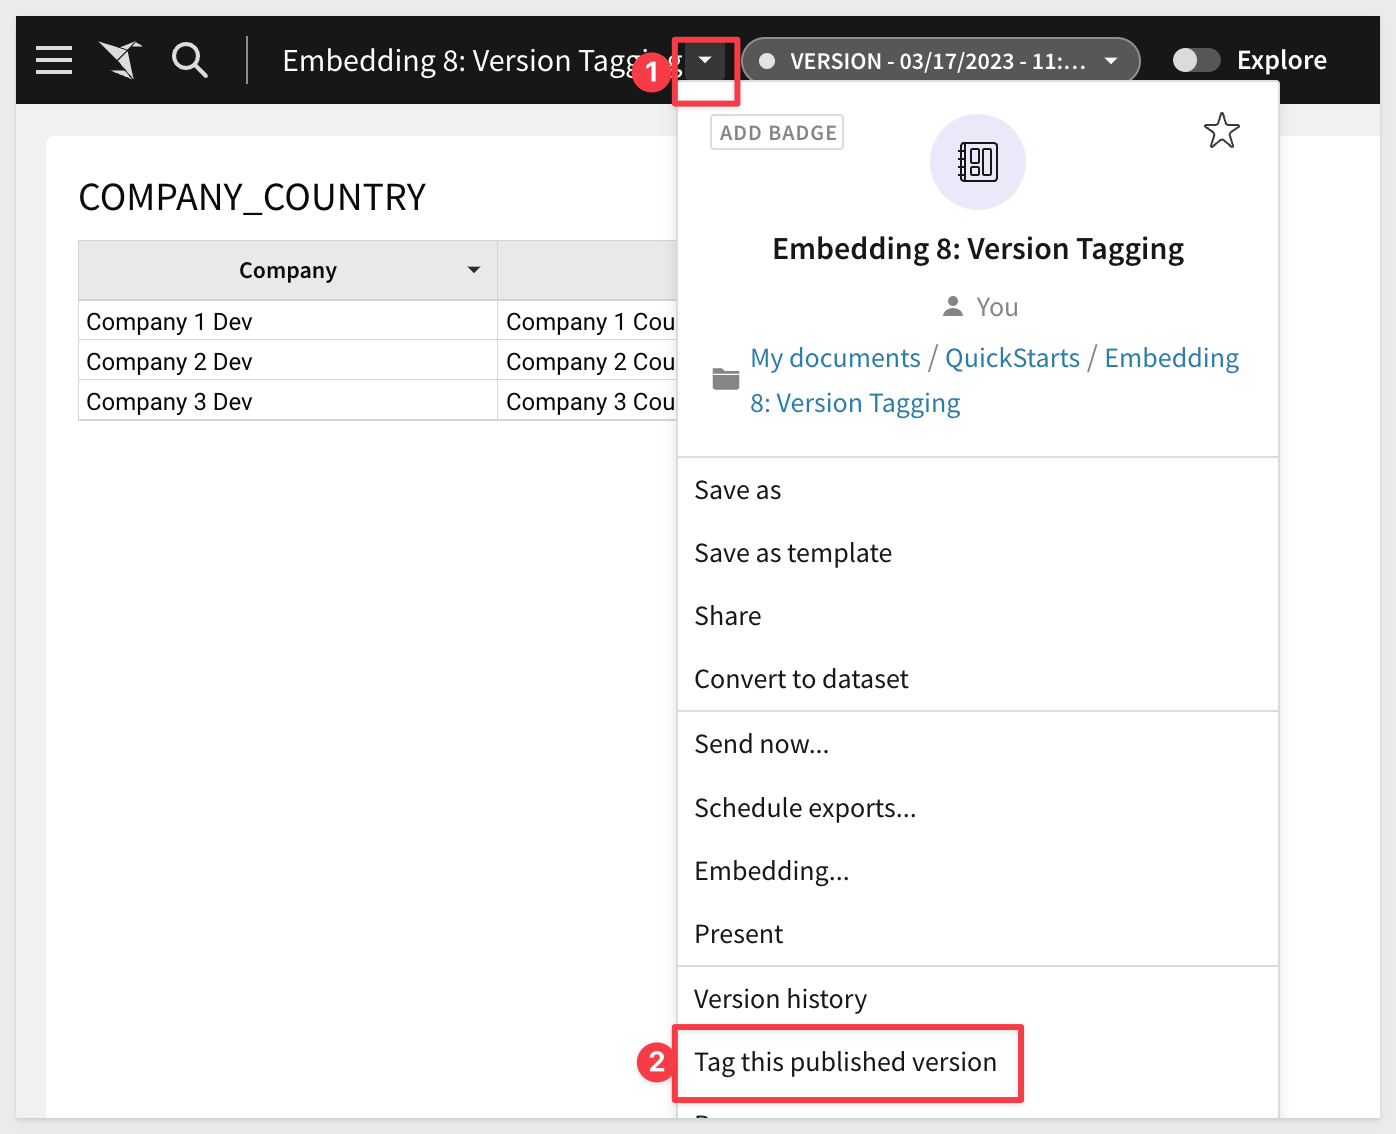 Embedding 8: Version Tagging
1
VERSION - 03/17/2023 - 11:...
Explore
ADD BADGE
COMPANY_COUNTRY
Embedding 8: Version Tagging
You
My documents / QuickStarts / Embedding
8: Version Tagging
Company
Company 1 Dev Company 1 Cou
Company 2 Dev Company 2 Cou
Company 3 Dev Company 3 Cou
Save as
Save as template
Share
Convert to dataset
Send now...
Schedule exports...
Embedding...
Present
Version history
2 Tag this published version